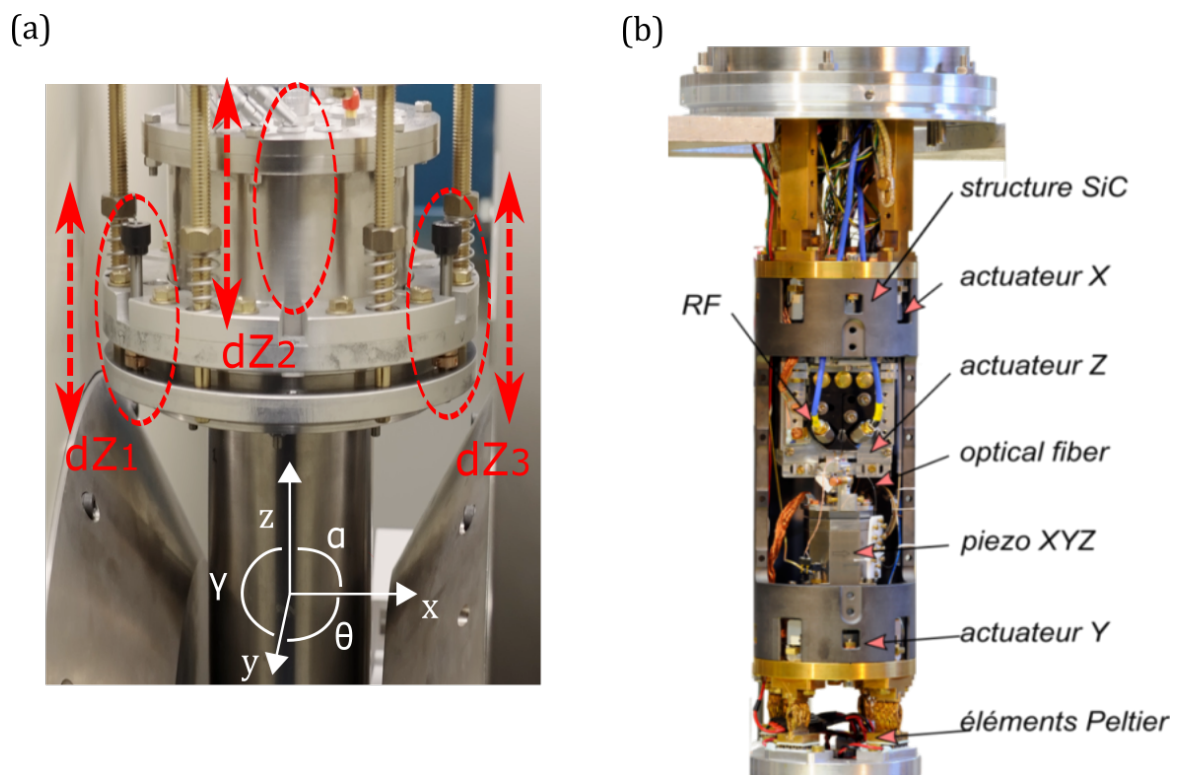 (a)
(b)
dZ1
dZ2
dZ3
z
α
γ
x
θ
y
structure SiC
actuateur X
RF
actuateur Z
optical fiber
piezo XYZ
actuateur Y
éléments Peltier